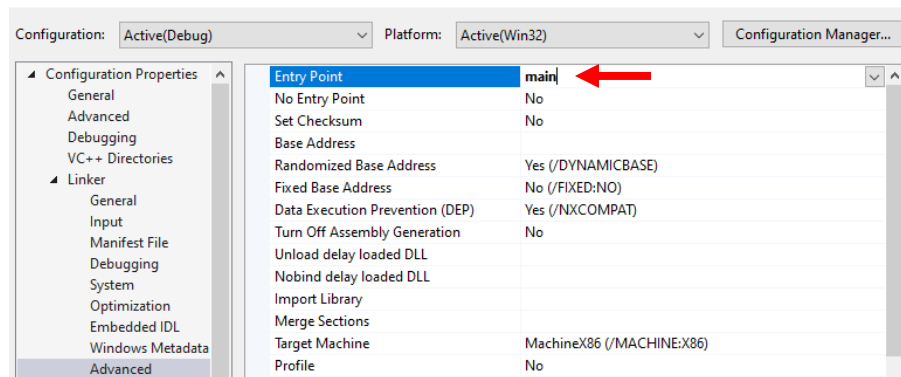 Configuration: Active(Debug) Platform: Active(Win32) Configuration Manager...
Configuration Properties
General
Advanced
Debugging
VC++ Directories
Linker
General
Input
Manifest File
Debugging
System
Optimization
Embedded IDL
Windows Metadata
Advanced
Entry Point main
No Entry Point No
Set Checksum No
Base Address
Randomized Base Address Yes (/DYNAMICBASE)
Fixed Base Address No (/FIXED:NO)
Data Execution Prevention (DEP) Yes (/NXCOMPAT)
Turn Off Assembly Generation No
Unload delay loaded DLL
Nobind delay loaded DLL
Import Library
Merge Sections
Target Machine MachineX86 (/MACHINE:X86)
Profile No